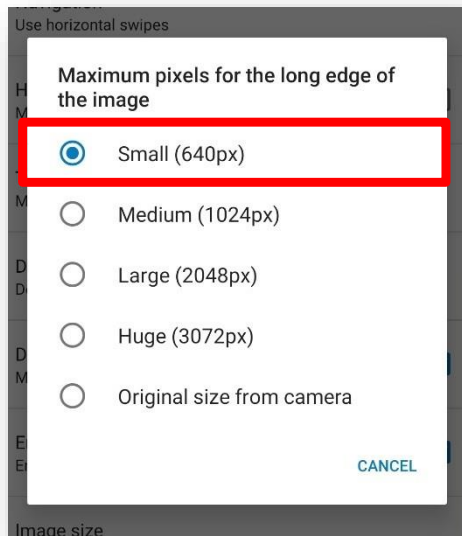 Use horizontal swipes
Maximum pixels for the long edge of
the image
Small (640px)
Medium (1024px)
Large (2048px)
Huge (3072px)
Original size from camera
CANCEL
Image size